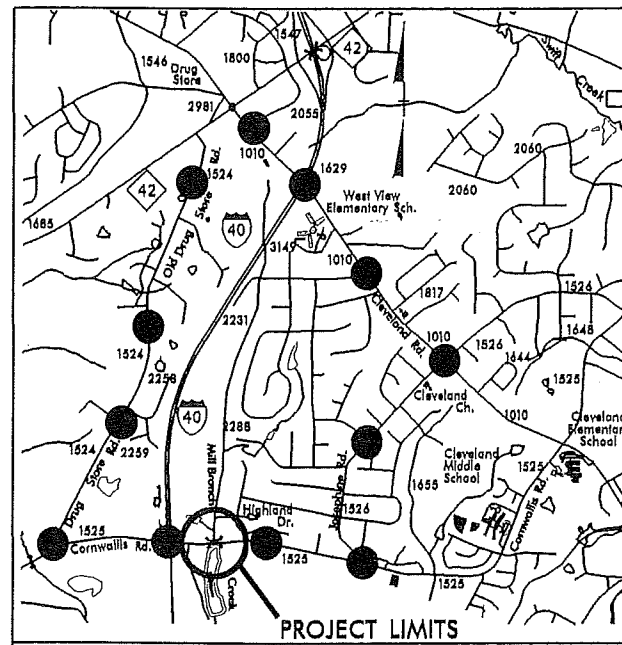 1547
1546
Drug
Store
1800
42
Swift
Creek
2981
2055
1010
1524
1629
2060
2060
42
Old Drug Store Rd.
40
West View
Elementary Sch.
1685
3149
1010
1817
1526
2231
Cleveland Rd.
1010
1526
1644
1648
1524
2258
1525
Cleveland
Ch.
1010
40
2288
Cleveland
Elementary
School
1524
2259
Drug Store Rd.
Mill Branch
Cleveland
Middle
School
1525
Cornwallis Rd.
Highland
Dr.
1526
Josephine Rd.
1655
1525
Cornwallis Rd.
1525
1525
Creek
PROJECT LIMITS